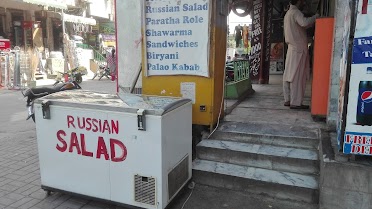 Russian Salad
Paratha Role
Shawarma
Sandwiches
Biryani
Palao Kabab
RUSSIAN
SALAD
PEPSI